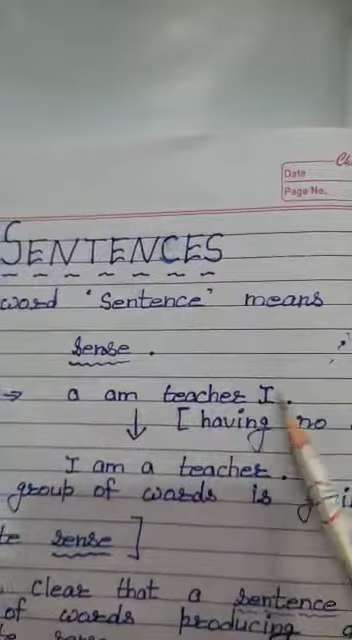 Date
Page No.
SENTENCES
word "Sentence" means
sense .
→ a am teacher I .
↓ [ having no
I am a teacher .
group of words is
sense ]
clear that a sentence
of words producing